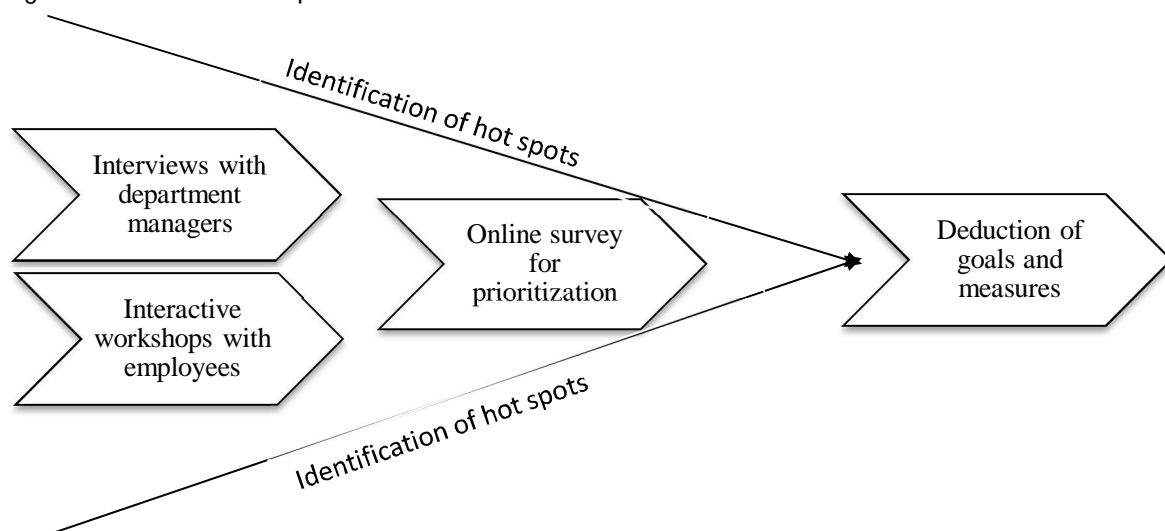 Identification of hot spots
Interviews with
department
managers
Interactive
workshops with
employees
Online survey
for
prioritization
Deduction of
goals and
measures
Identification of hot spots